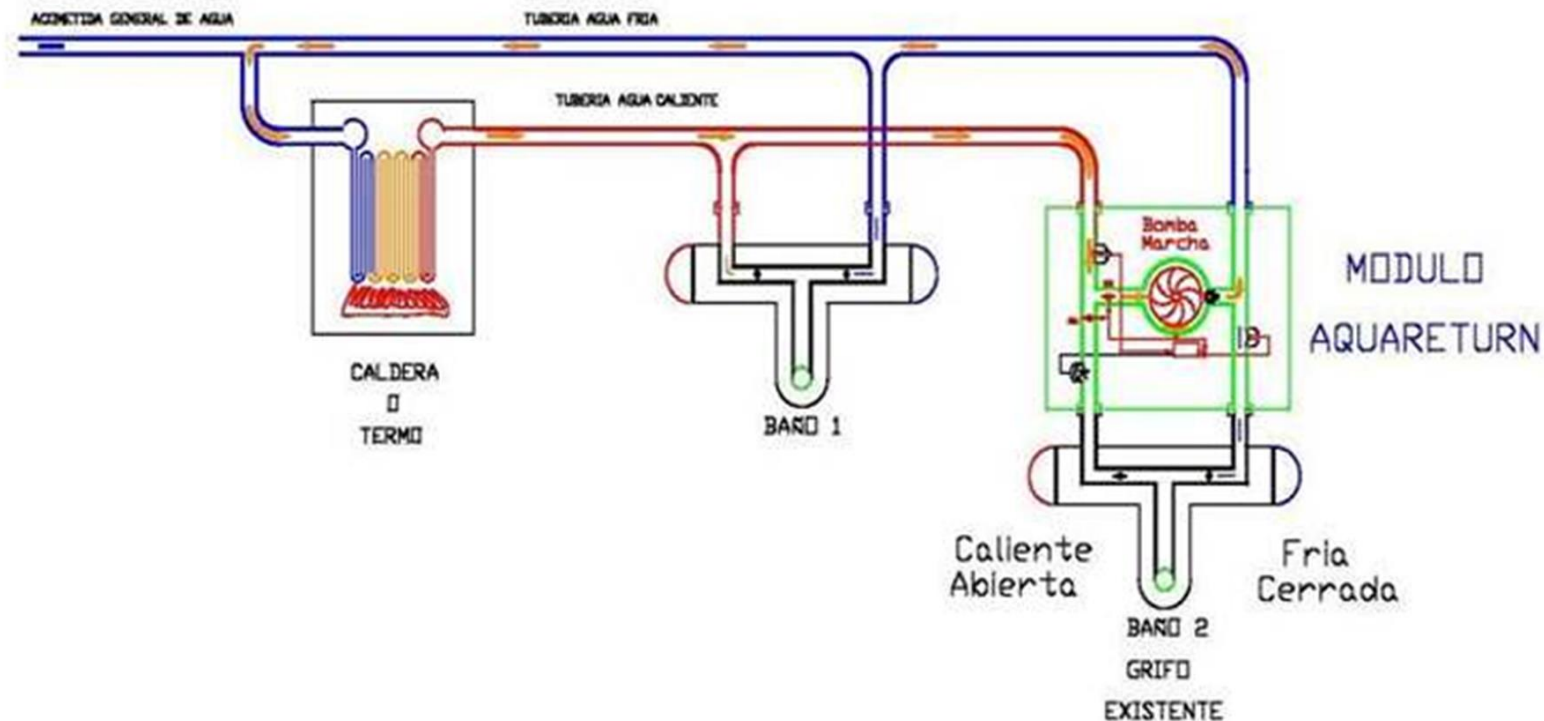 ACOMETIDA GENERAL DE AGUA
TUBERIA AGUA FRIA
TUBERIA AGUA CALIENTE
Bomba
Marcha
MODULO
AQUARETURN
CALDERA
O
TERMO
BAÑO 1
Caliente
Abierta
Fria
Cerrada
BAÑO 2
GRIFO
EXISTENTE